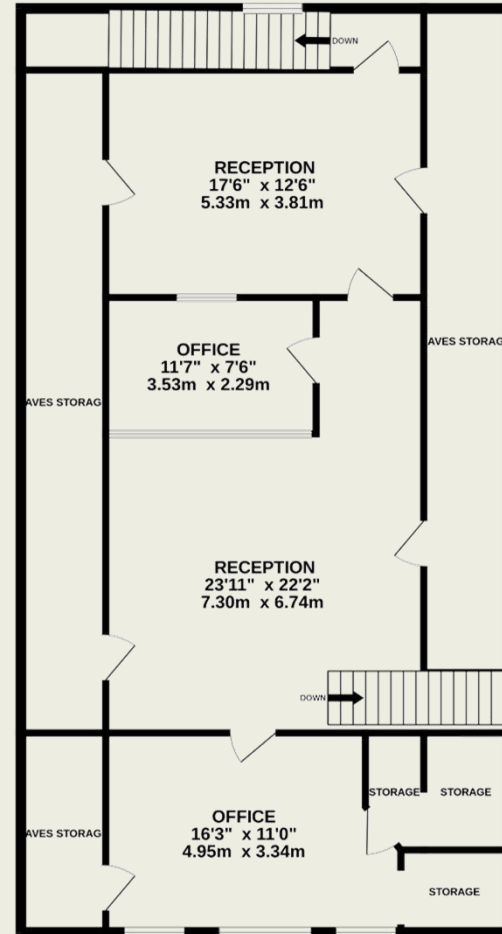 DOWN
RECEPTION
17'6" x 12'6"
5.33m x 3.81m
AVES STORAG
OFFICE
11'7" x 7'6"
3.53m x 2.29m
AVES STORAG
RECEPTION
23'11" x 22'2"
7.30m x 6.74m
DOWN
STORAGE
STORAGE
OFFICE
16'3" x 11'0"
4.95m x 3.34m
AVES STORAG
STORAGE